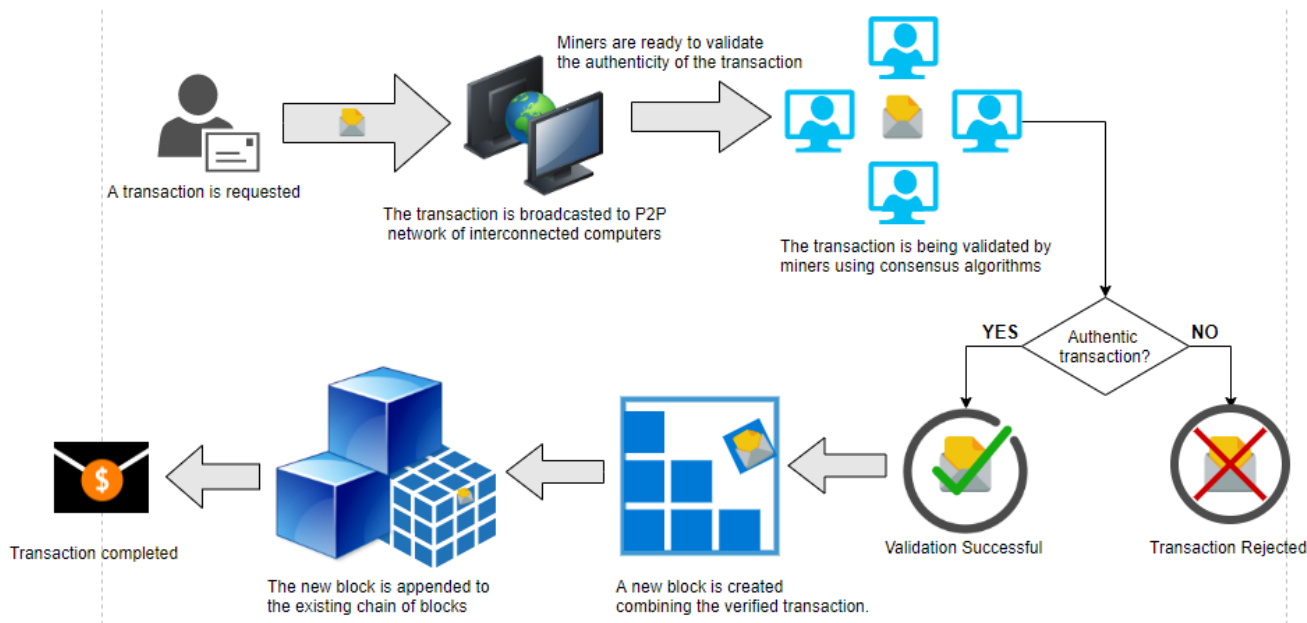 Miners are ready to validate
the authenticity of the transaction
A transaction is requested
The transaction is broadcasted to P2P
network of interconnected computers
The transaction is being validated by
miners using consensus algorithms
YES
Authentic
transaction?
NO
$
Transaction completed
The new block is appended to
the existing chain of blocks
A new block is created
combining the verified transaction.
Validation Successful
Transaction Rejected